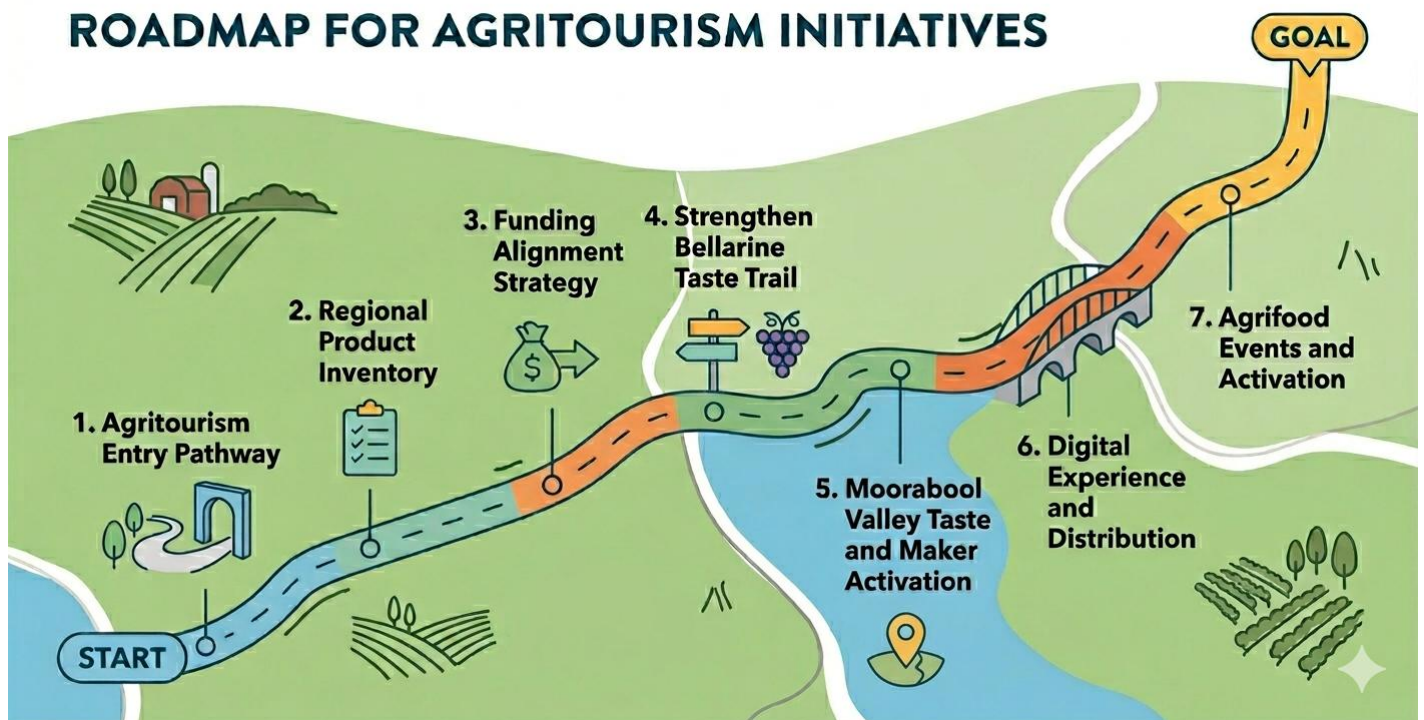 ROADMAP FOR AGRITOURISM INITIATIVES
GOAL
START
1. Agritourism
Entry Pathway
2. Regional
Product
Inventory
3. Funding
Alignment
Strategy
$
4. Strengthen
Bellarine
Taste Trail
5. Moorabool
Valley Taste
and Maker
Activation
6. Digital
Experience
and
Distribution
7. Agrifood
Events and
Activation